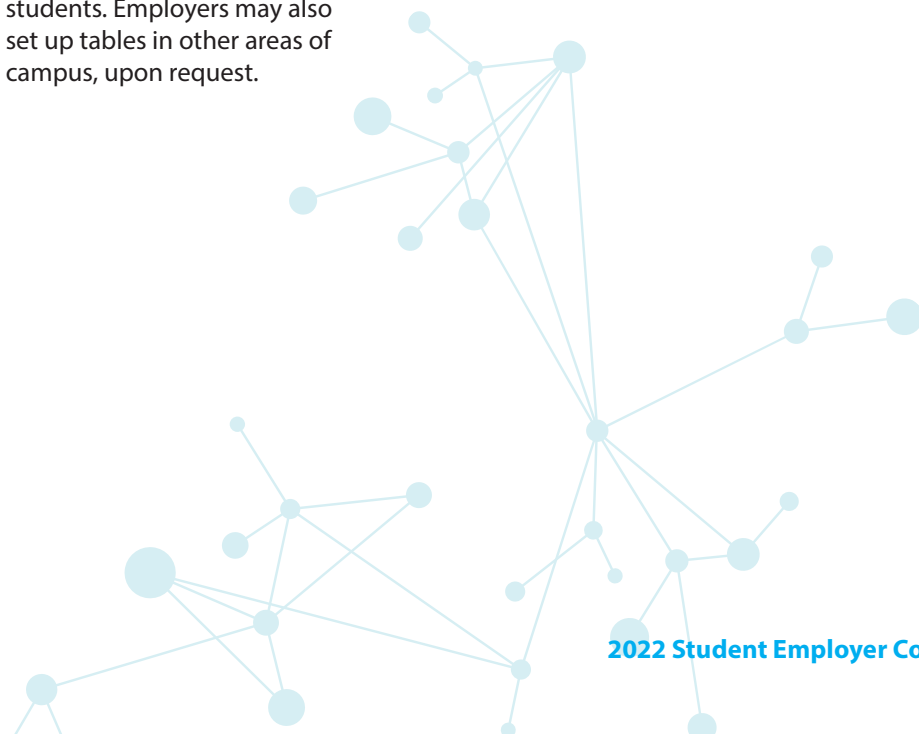 students. Employers may also
set up tables in other areas of
campus, upon request.
2022 Student Employer Co